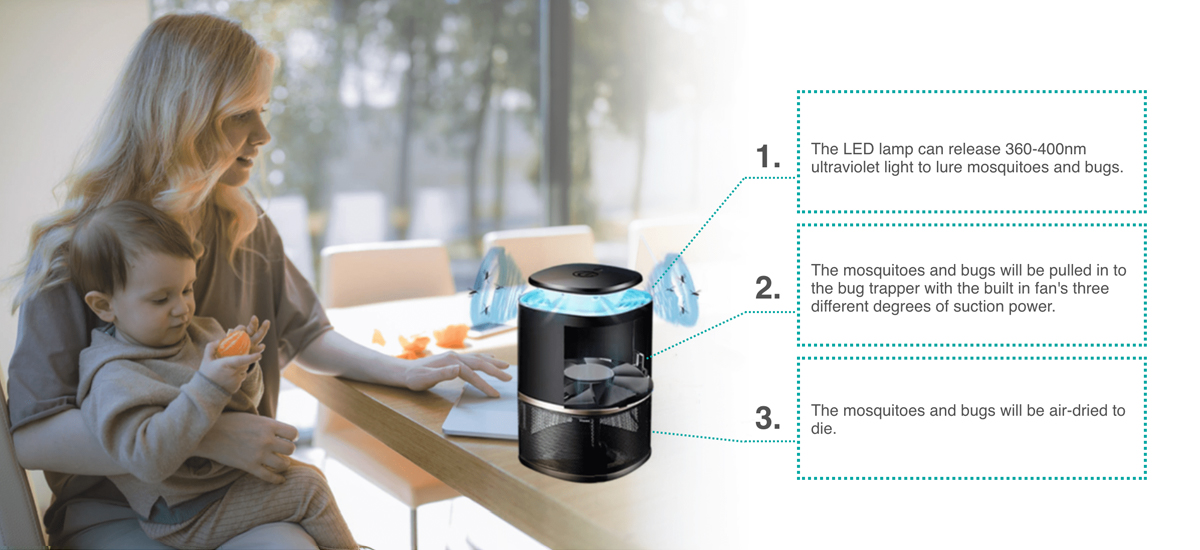 1.
The LED lamp can release 360-400nm
ultraviolet light to lure mosquitoes and bugs.
2.
The mosquitoes and bugs will be pulled in to
the bug trapper with the built in fan's three
different degrees of suction power.
3.
The mosquitoes and bugs will be air-dried to
die.